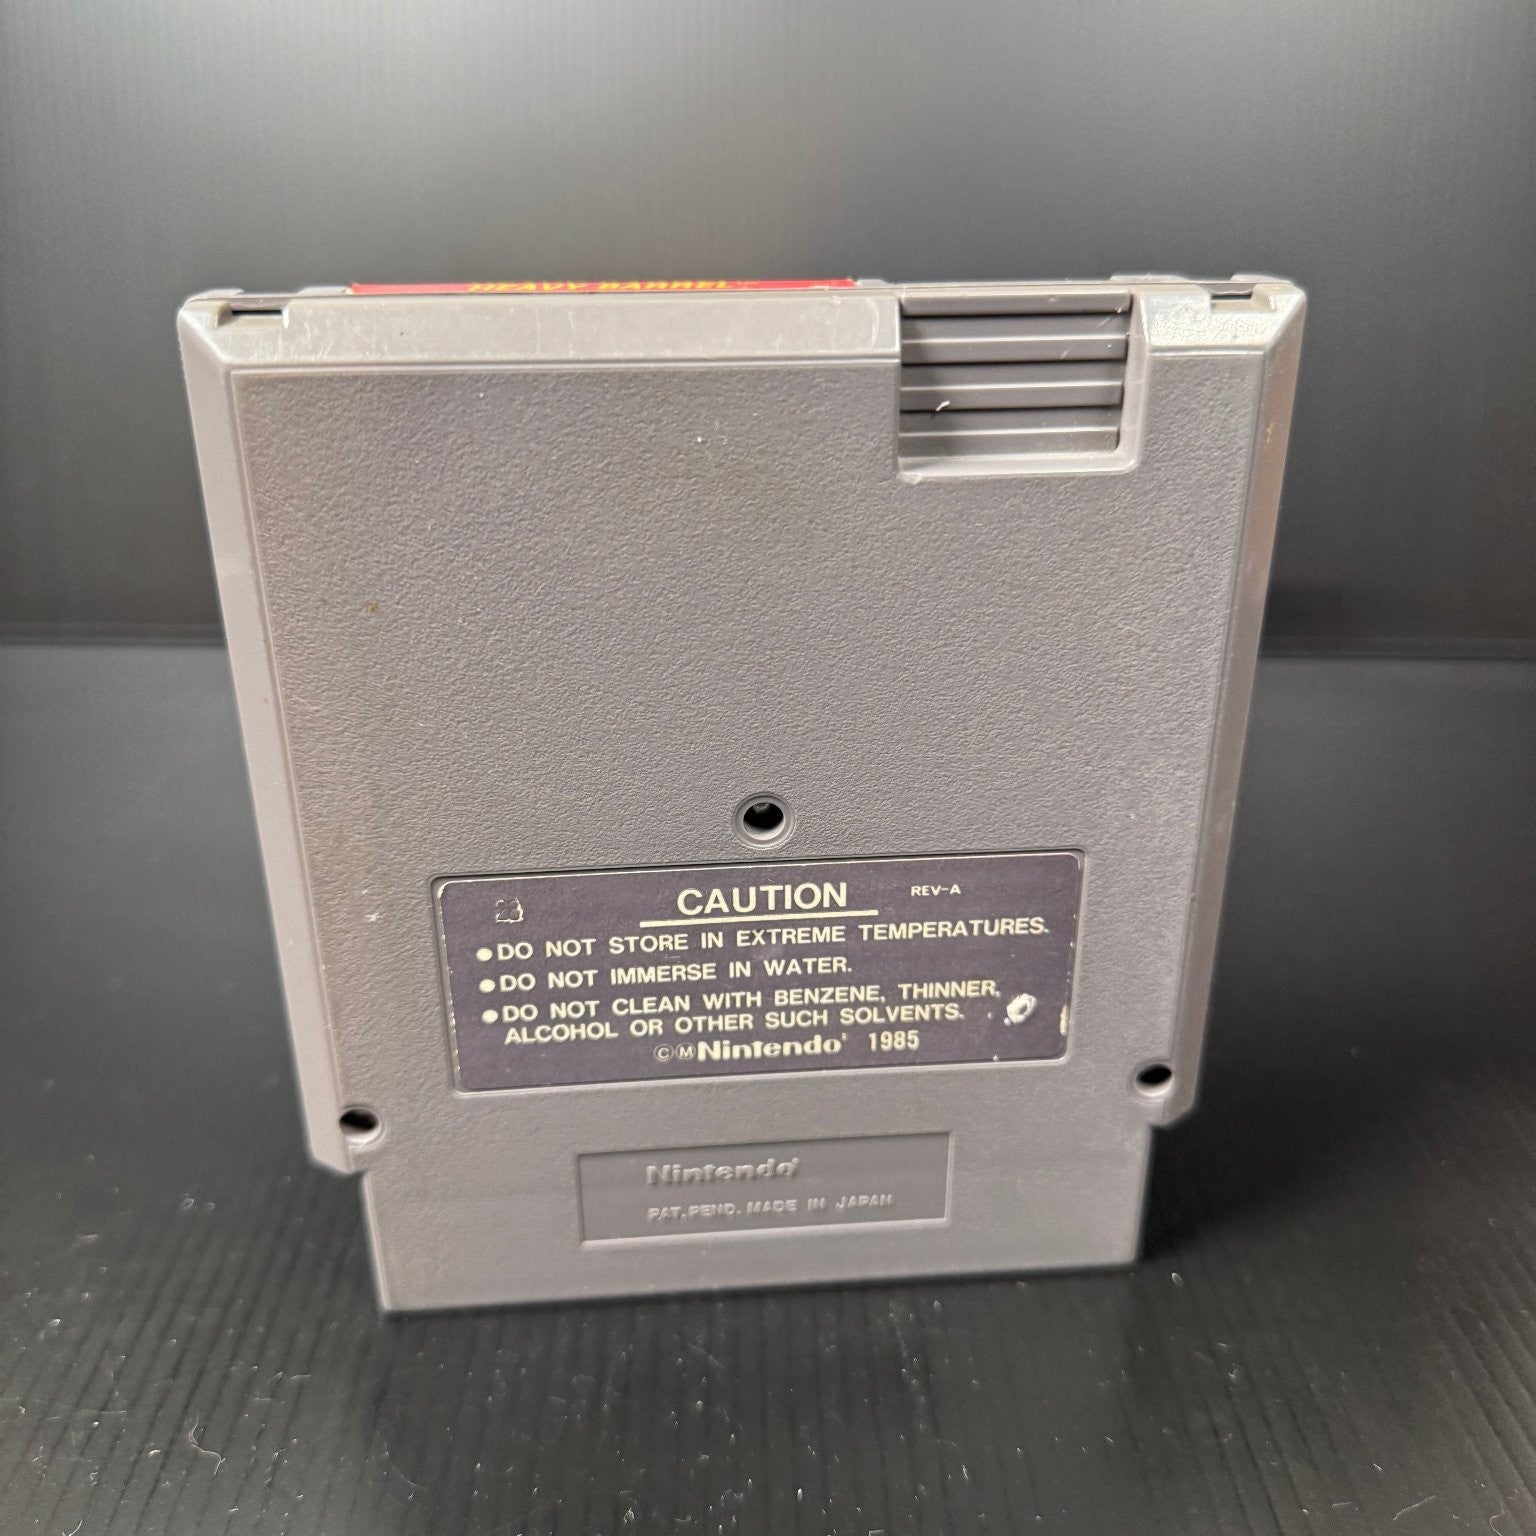 HEAVY BARREL
CAUTION REV-A
●DO NOT STORE IN EXTREME TEMPERATURES.
●DO NOT IMMERSE IN WATER.
●DO NOT CLEAN WITH BENZENE, THINNER,
ALCOHOL OR OTHER SUCH SOLVENTS.
©ⓂNintendo® 1985
Nintendo®
PAT. PEND. MADE IN JAPAN